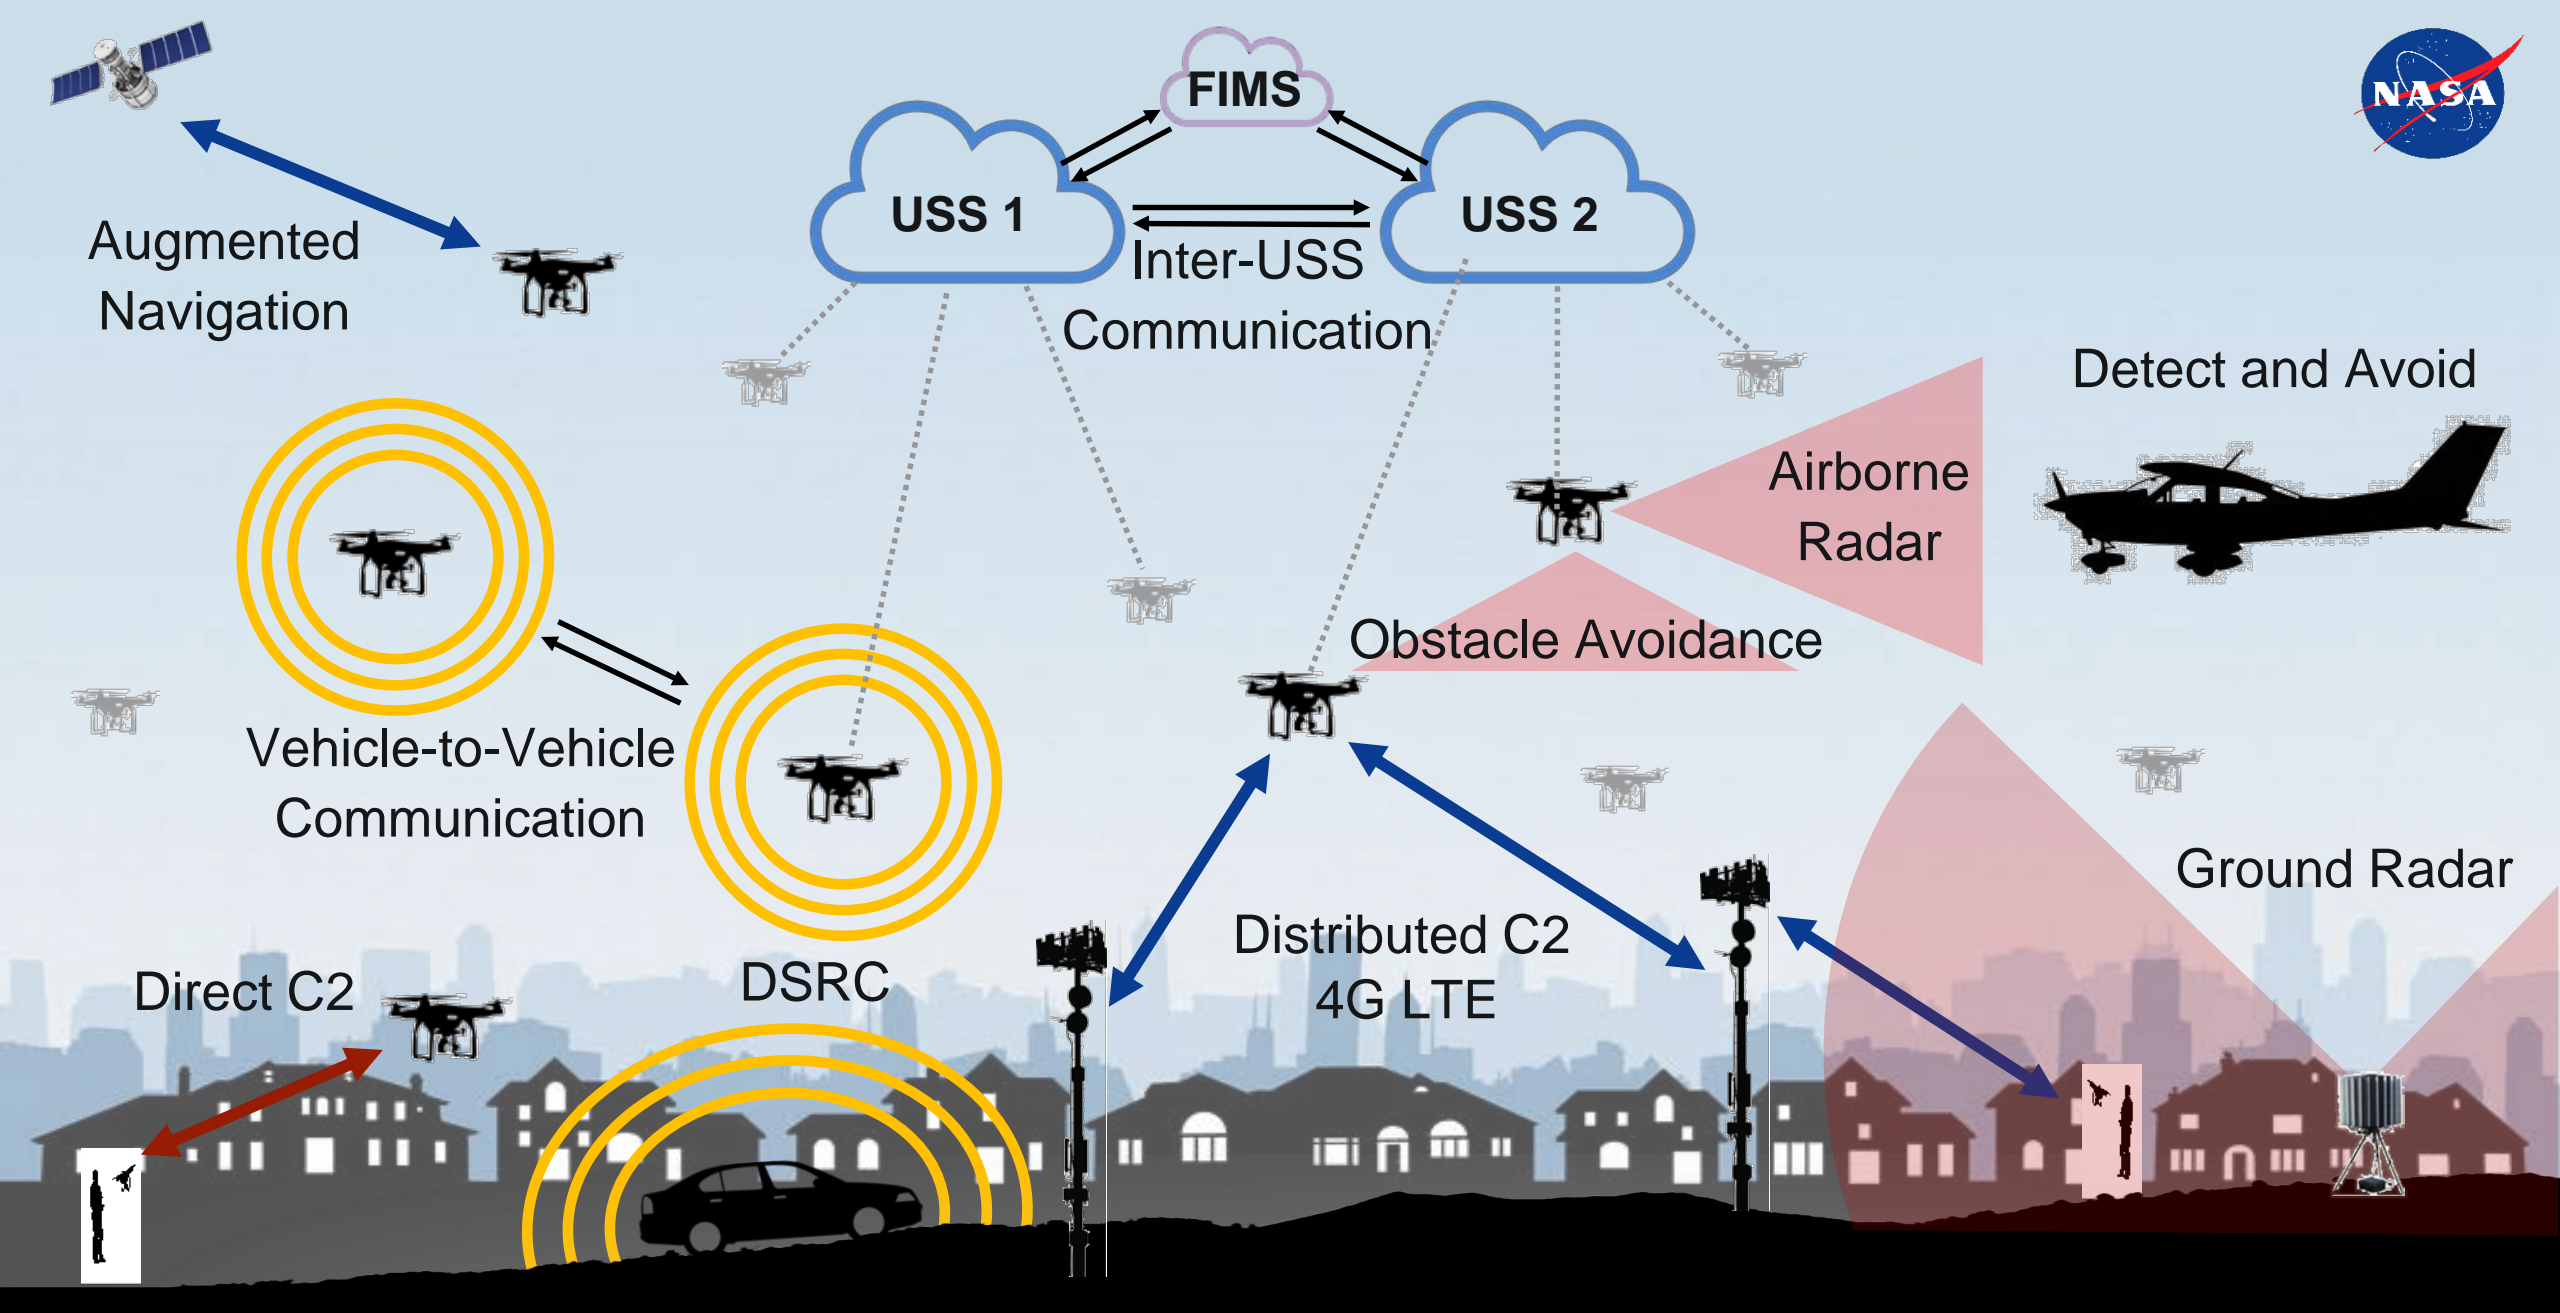 FIMS
NASA
USS 1
USS 2
Augmented
Navigation
Inter-USS
Communication
Detect and Avoid
Airborne
Radar
Obstacle Avoidance
Vehicle-to-Vehicle
Communication
Ground Radar
Distributed C2
4G LTE
DSRC
Direct C2